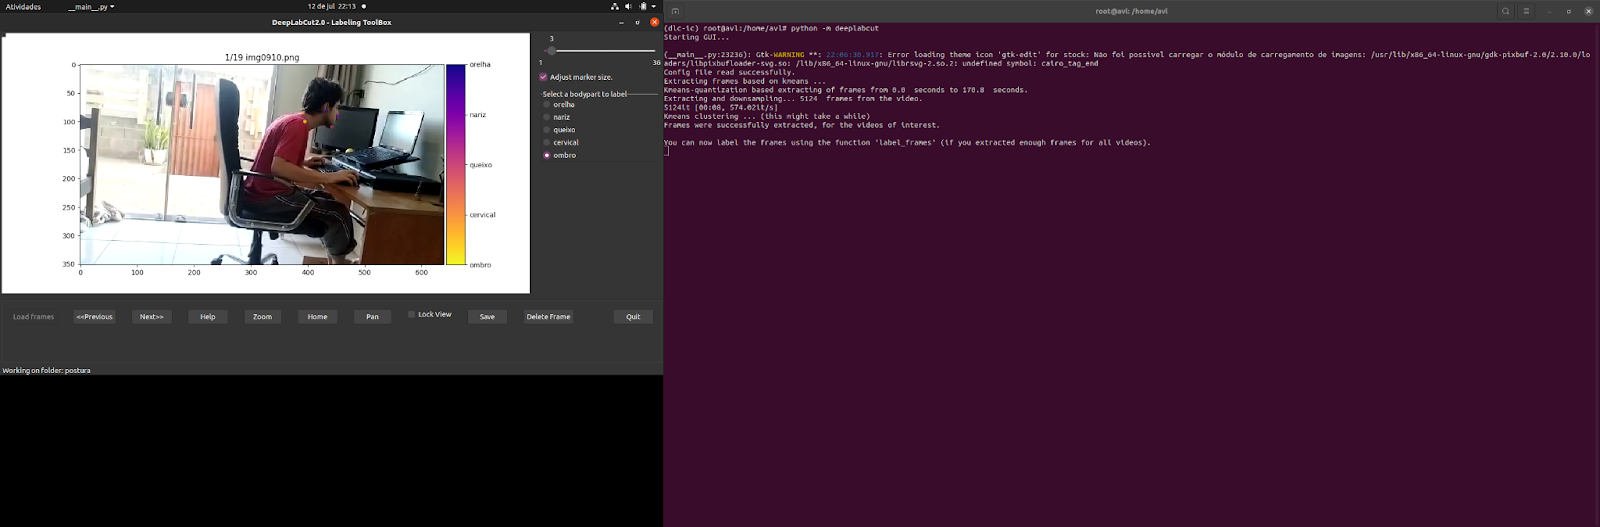 Atividades
__main__.py
12 de jul 22:13
DeepLabCut2.0 - Labeling ToolBox
1/19 img0910.png
0
50
100
150
200
250
300
350
0
100
200
300
400
500
600
orelha
nariz
queixo
cervical
ombro
3
1
36
Adjust marker size.
Select a bodypart to label
orelha
nariz
queixo
cervical
ombro
Load frames
<<Previous
Next>>
Help
Zoom
Home
Pan
Lock View
Save
Delete Frame
Quit
Working on folder: postura
root@avl: /home/avl
(dlc-ic) root@avl:/home/avl# python -m deeplabcut
Starting GUI...
(__main__.py:23236): Gtk-WARNING **: 22:06:30.917: Error loading theme icon 'gtk-edit' for stock: Não foi possível carregar o módulo de carregamento de imagens: /usr/lib/x86_64-linux-gnu/gdk-pixbuf-2.0/2.10.0/lo
aders/libpixbufloader-svg.so: /lib/x86_64-linux-gnu/librsvg-2.so.2: undefined symbol: cairo_tag_end
Config file read successfully.
Extracting frames based on kmeans ...
Kmeans-quantization based extracting of frames from 0.0  seconds to 170.8  seconds.
Extracting and downsampling... 5124  frames from the video.
5124it [00:08, 574.02it/s]
Kmeans clustering ... (this might take a while)
Frames were successfully extracted, for the videos of interest.
You can now label the frames using the function 'label_frames' (if you extracted enough frames for all videos).